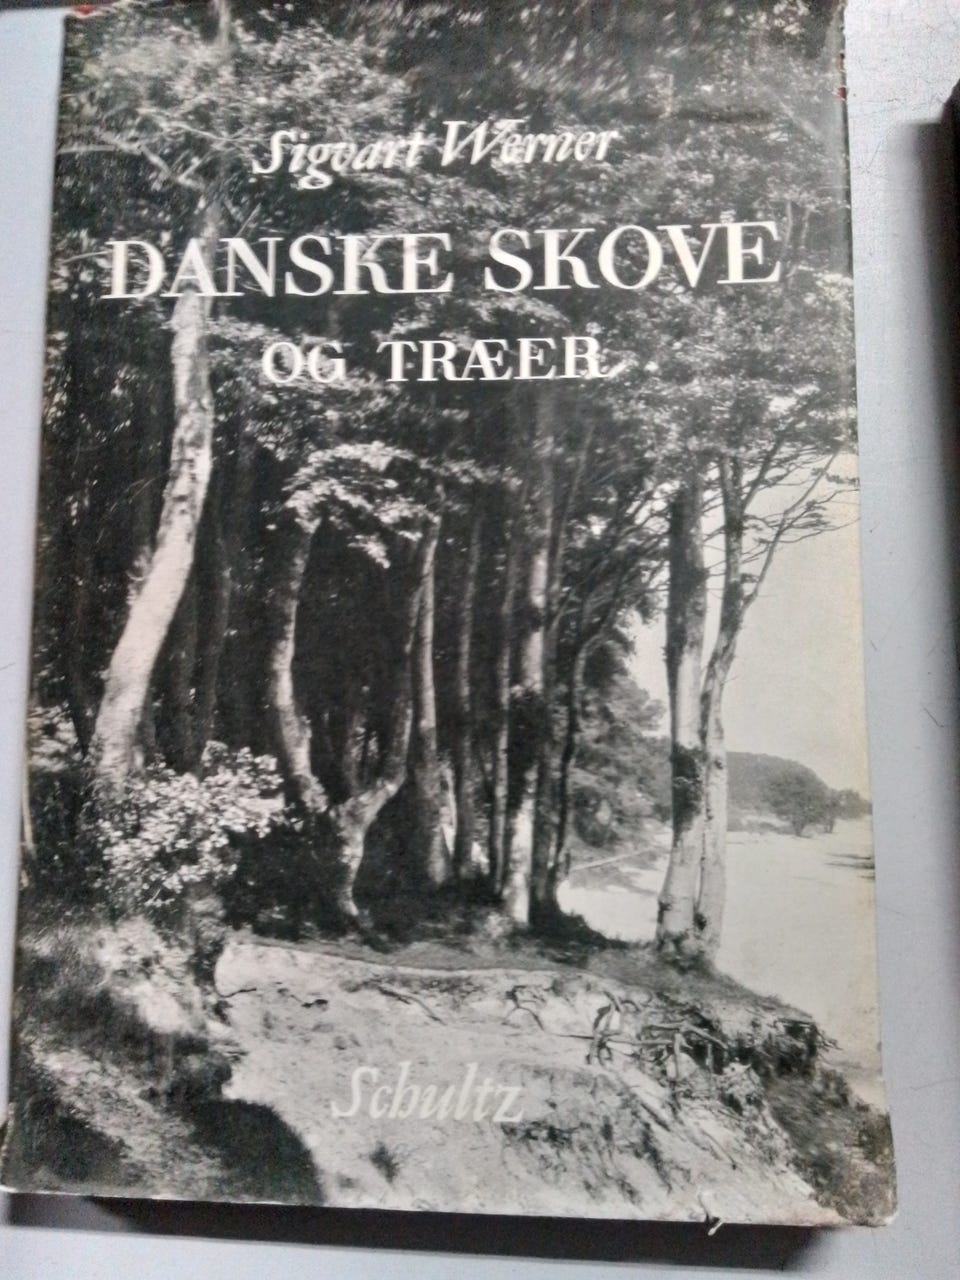 Sigvart Werner
DANSKE SKOVE
OG TRÆER
Schultz